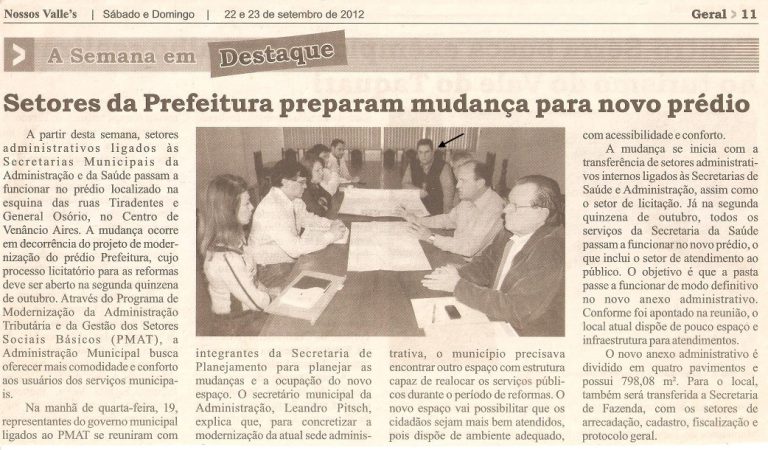 Nossos Valle's | Sábado e Domingo | 22 e 23 de setembro de 2012 Geral > 11
A Semana em Destaque
Setores da Prefeitura preparam mudança para novo prédio
A partir desta semana, setores
administrativos ligados às
Secretarias Municipais da
Administração e da Saúde passam a
funcionar no prédio localizado na
esquina das ruas Tiradentes e
General Osório, no Centro de
Venâncio Aires. A mudança ocorre
em decorrência do projeto de moder-
nização do prédio Prefeitura, cujo
processo licitatório para as reformas
deve ser aberto na segunda quinzena
de outubro. Através do Programa de
Modernização da Administração
Tributária e da Gestão dos Setores
Sociais Básicos (PMAT), a
Administração Municipal busca
oferecer mais comodidade e conforto
aos usuários dos serviços municipa-
is.
Na manhã de quarta-feira, 19,
representantes do governo municipal
ligados ao PMAT se reuniram com
integrantes da Secretaria de
Planejamento para planejar as
mudanças e a ocupação do novo
espaço. O secretário municipal da
Administração, Leandro Pitsch,
explica que, para concretizar a
modernização da atual sede adminis-
trativa, o município precisava
encontrar outro espaço com estrutura
capaz de realocar os serviços públi-
cos durante o período de reformas. O
novo espaço vai possibilitar que os
cidadãos sejam mais bem atendidos,
pois dispõe de ambiente adequado,
com acessibilidade e conforto.
A mudança se inicia com a
transferência de setores administrati-
vos internos ligados às Secretarias de
Saúde e Administração, assim como
o setor de licitação. Já na segunda
quinzena de outubro, todos os
serviços da Secretaria da Saúde
passam a funcionar no novo prédio, o
que inclui o setor de atendimento ao
público. O objetivo é que a pasta
passe a funcionar de modo definitivo
no novo anexo administrativo.
Conforme foi apontado na reunião, o
local atual dispõe de pouco espaço e
infraestrutura para atendimentos.
O novo anexo administrativo é
dividido em quatro pavimentos e
possui 798,08 m². Para o local,
também será transferida a Secretaria
de Fazenda, com os setores de
arrecadação, cadastro, fiscalização e
protocolo geral.